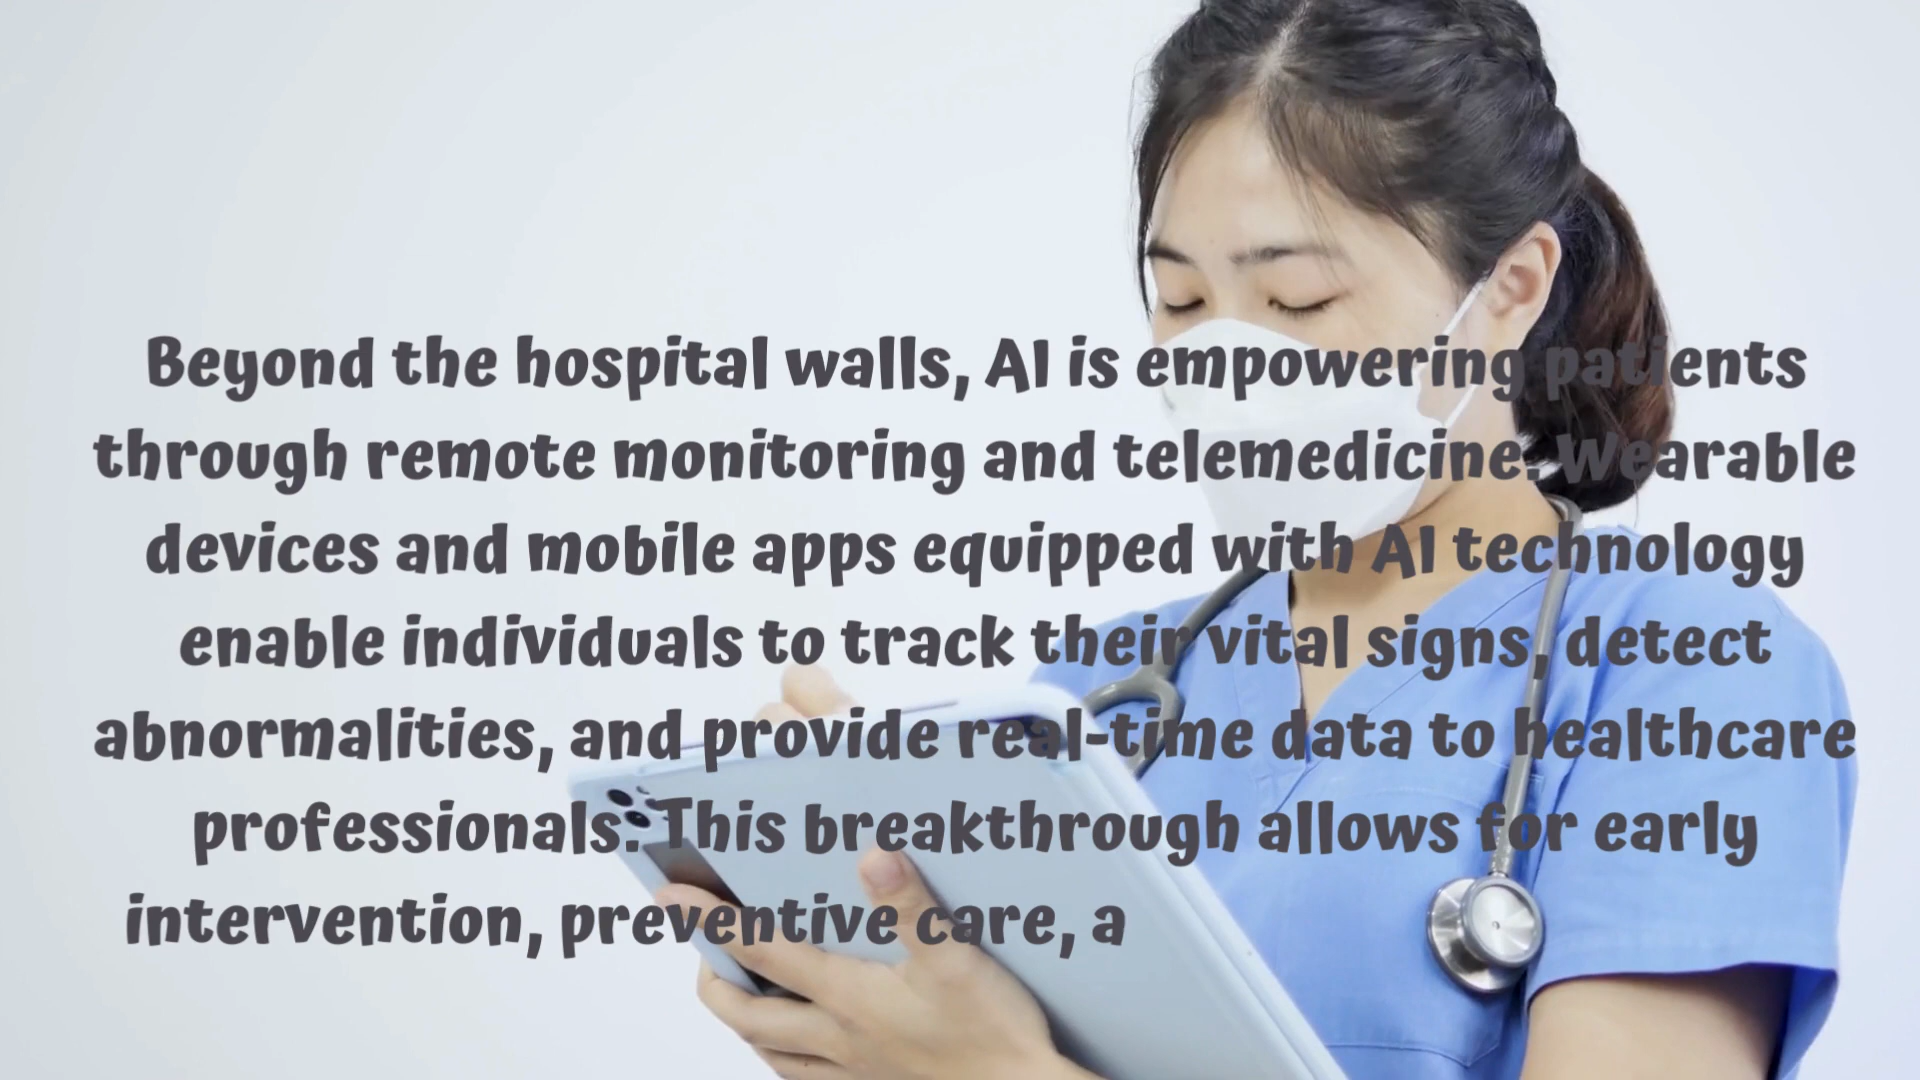 Beyond the hospital walls, AI is empowering patients
through remote monitoring and telemedicine. Wearable
devices and mobile apps equipped with AI technology
enable individuals to track their vital signs, detect
abnormalities, and provide real-time data to healthcare
professionals. This breakthrough allows for early
intervention, preventive care, a